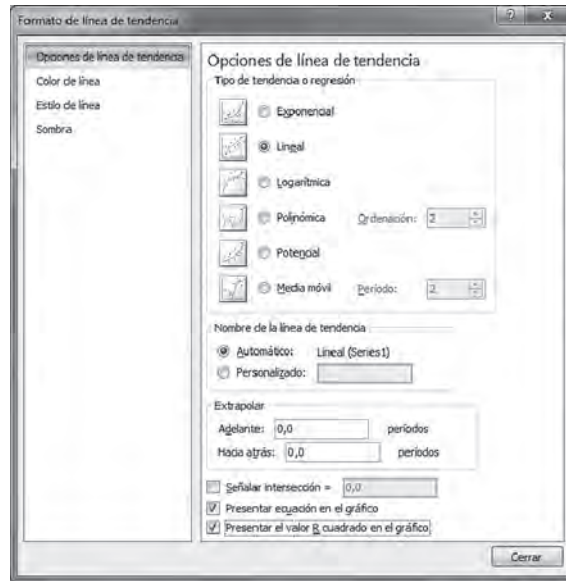 Formato de línea de tendencia
Opciones de línea de tendencia
Color de línea
Estilo de línea
Sombra
Opciones de línea de tendencia
Tipo de tendencia o regresión
Exponencial
Lineal
Logarítmica
Polinómica Ordenación: 2
Potencial
Media móvil Período: 2
Nombre de la línea de tendencia
Automático: Lineal (Series1)
Personalizado:
Extrapolar
Adelante: 0,0 períodos
Hacia atrás: 0,0 períodos
Señalar intersección = 0,0
Presentar ecuación en el gráfico
Presentar el valor R cuadrado en el gráfico
Cerrar